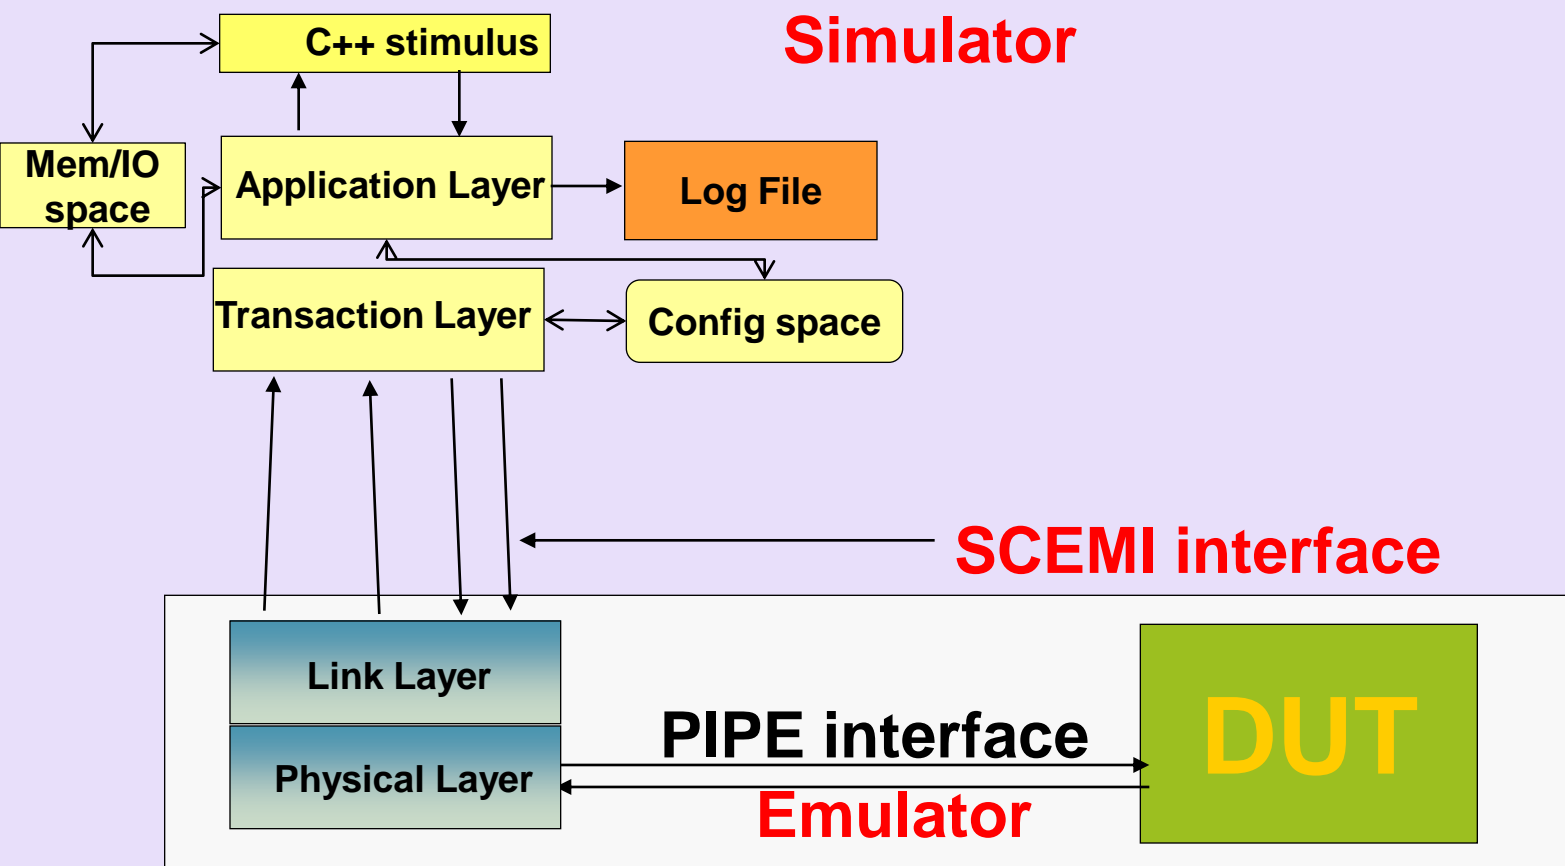 Simulator
C++ stimulus
Mem/IO
space
Application Layer
Log File
Transaction Layer
Config space
SCEMI interface
Link Layer
PIPE interface
DUT
Physical Layer
Emulator